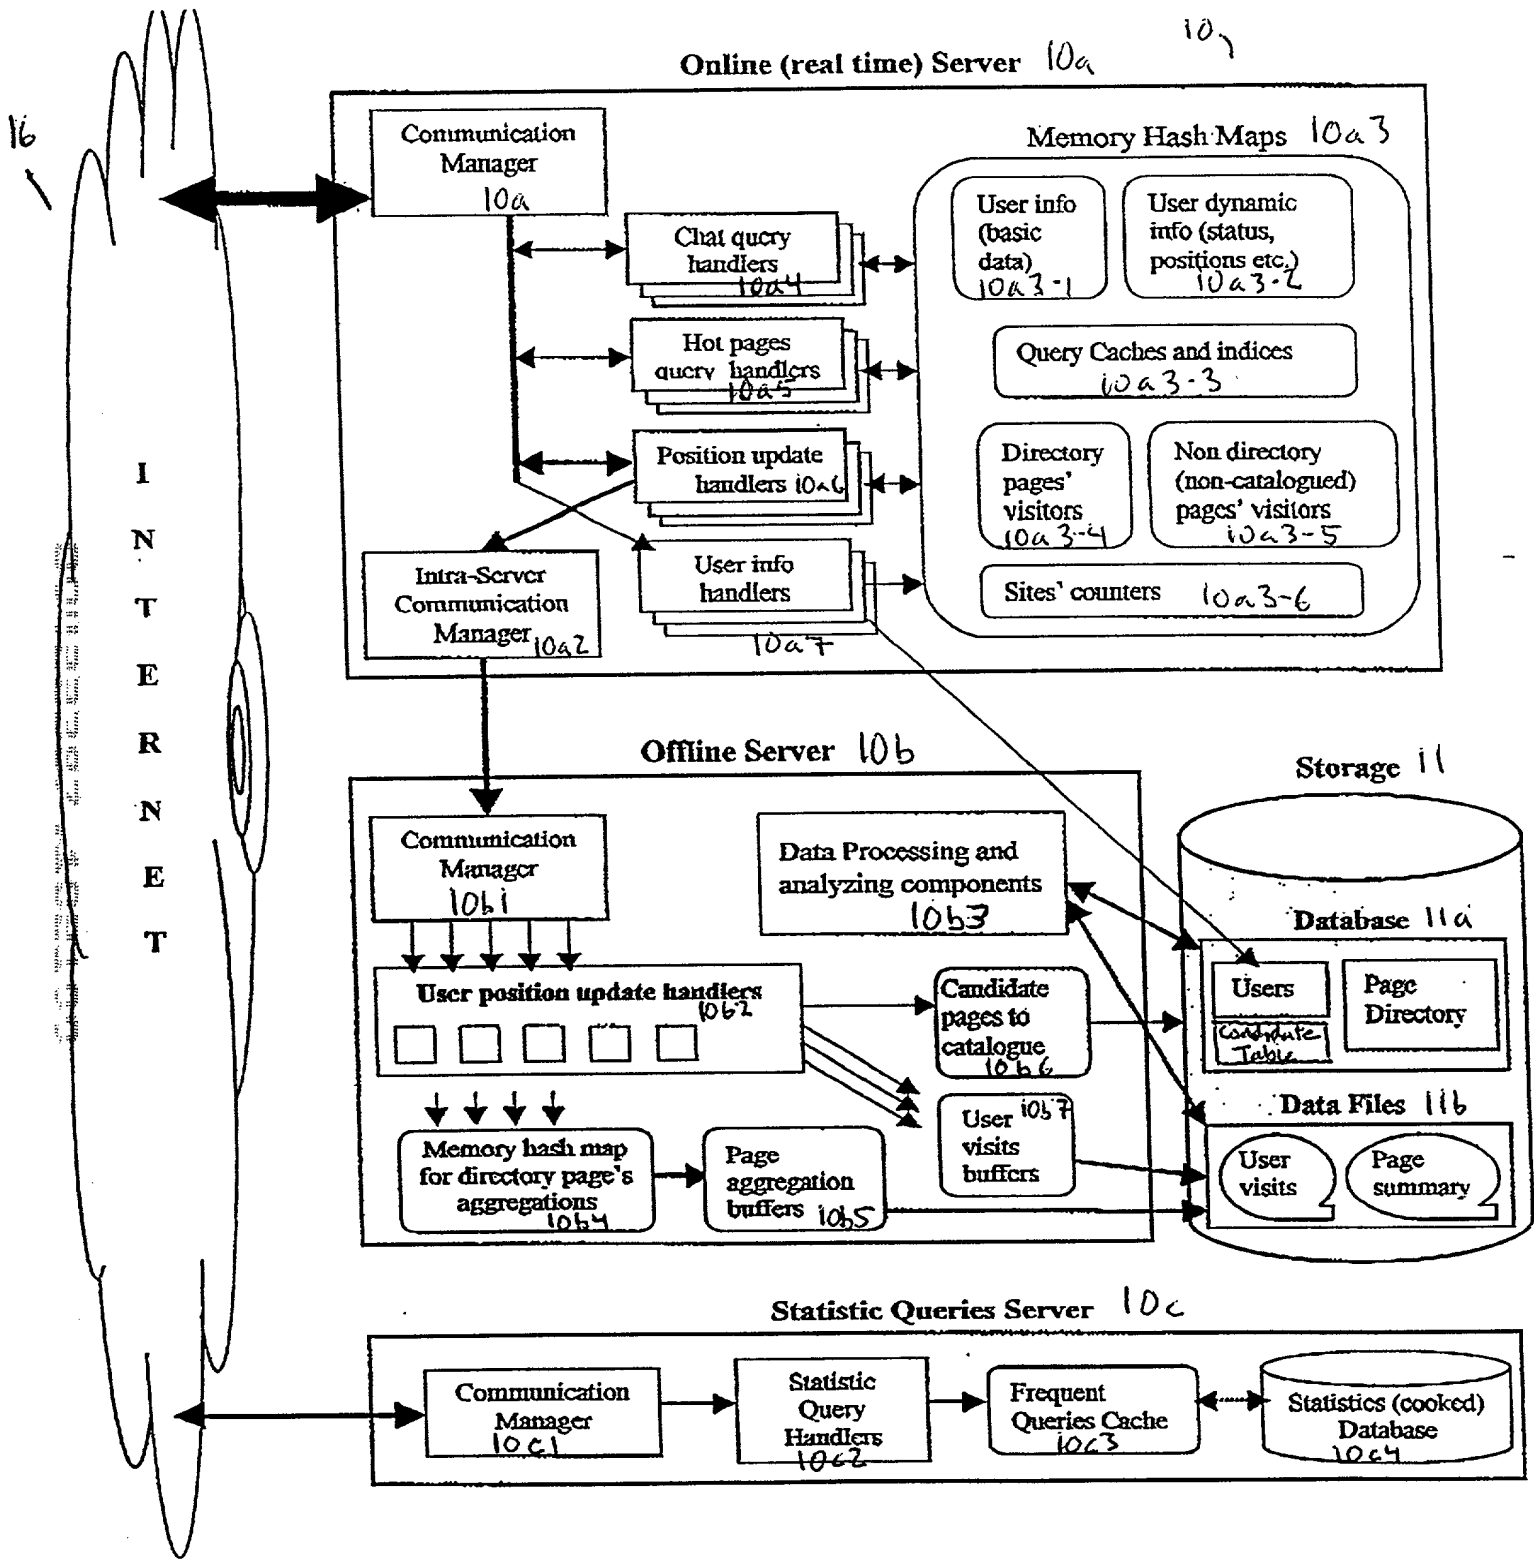 10
Online (real time) Server 10a
16
Communication
Manager
10a
Memory Hash Maps 10a3
User info
(basic
data)
10a3-1
User dynamic
info (status,
positions etc.)
10a3-2
Chat query
handlers
10a4
Hot pages
query handlers
10a5
Query Caches and indices
10a3-3
Position update
handlers 10a6
Directory
pages'
visitors
10a3-4
Non directory
(non-catalogued)
pages' visitors
10a3-5
User info
handlers
10a7
Sites' counters 10a3-6
Intra-Server
Communication
Manager 10a2
I
N
T
E
R
N
E
T
Offline Server 10b
Storage 11
Communication
Manager
10b1
Data Processing and
analyzing components
10b3
Database 11a
Users
Candidate
Table
Page
Directory
User position update handlers
10b2
Candidate
pages to
catalogue
10b6
Data Files 11b
User
visits
Page
summary
User 10b7
visits
buffers
Memory hash map
for directory page's
aggregations
10b4
Page
aggregation
buffers 10b5
Statistic Queries Server 10c
Communication
Manager
10c1
Statistic
Query
Handlers
10c2
Frequent
Queries Cache
10c3
Statistics (cooked)
Database
10c4